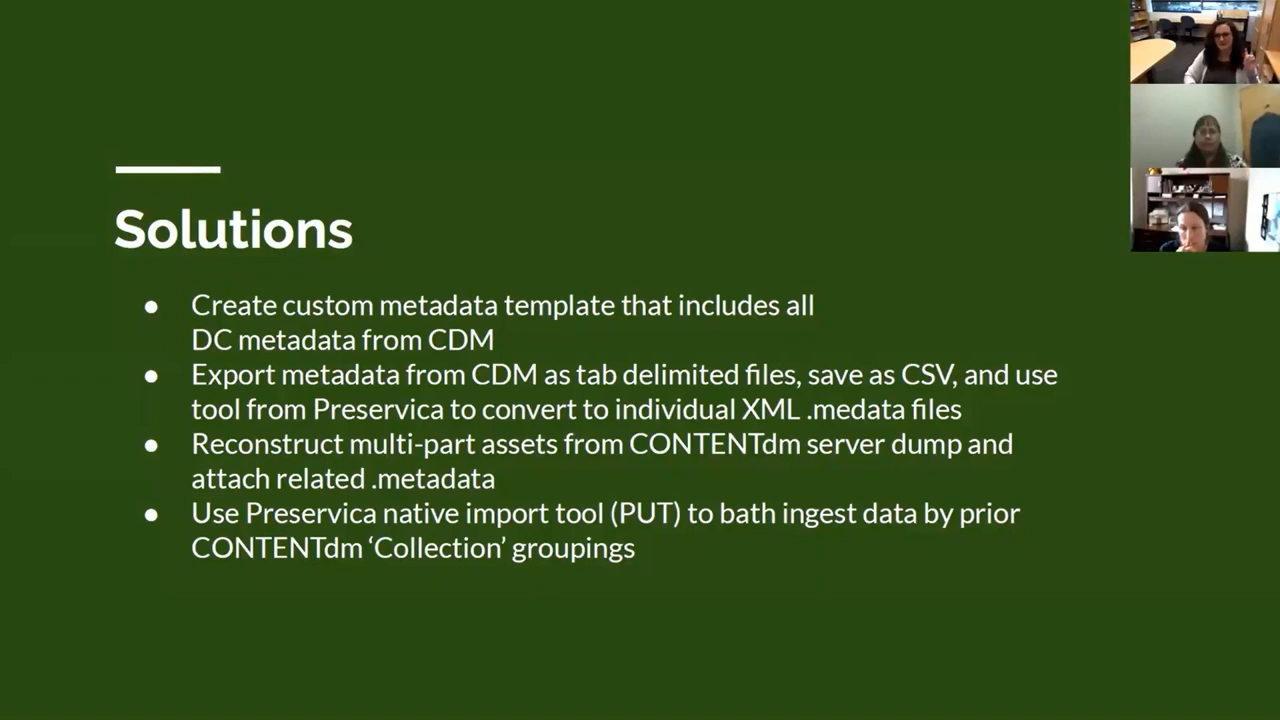 Solutions
● Create custom metadata template that includes all
DC metadata from CDM
● Export metadata from CDM as tab delimited files, save as CSV, and use
tool from Preservica to convert to individual XML .medata files
● Reconstruct multi-part assets from CONTENTdm server dump and
attach related .metadata
● Use Preservica native import tool (PUT) to bath ingest data by prior
CONTENTdm ‘Collection’ groupings